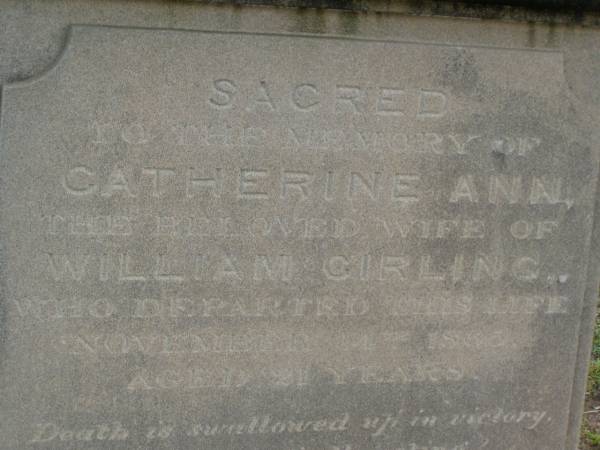 SACRED
TO THE MEMORY OF
CATHERINE ANN,
THE BELOVED WIFE OF
WILLIAM GIRLING,
WHO DEPARTED THIS LIFE
NOVEMBER
AGED 21 YEARS.
Death is swallowed up in victory.